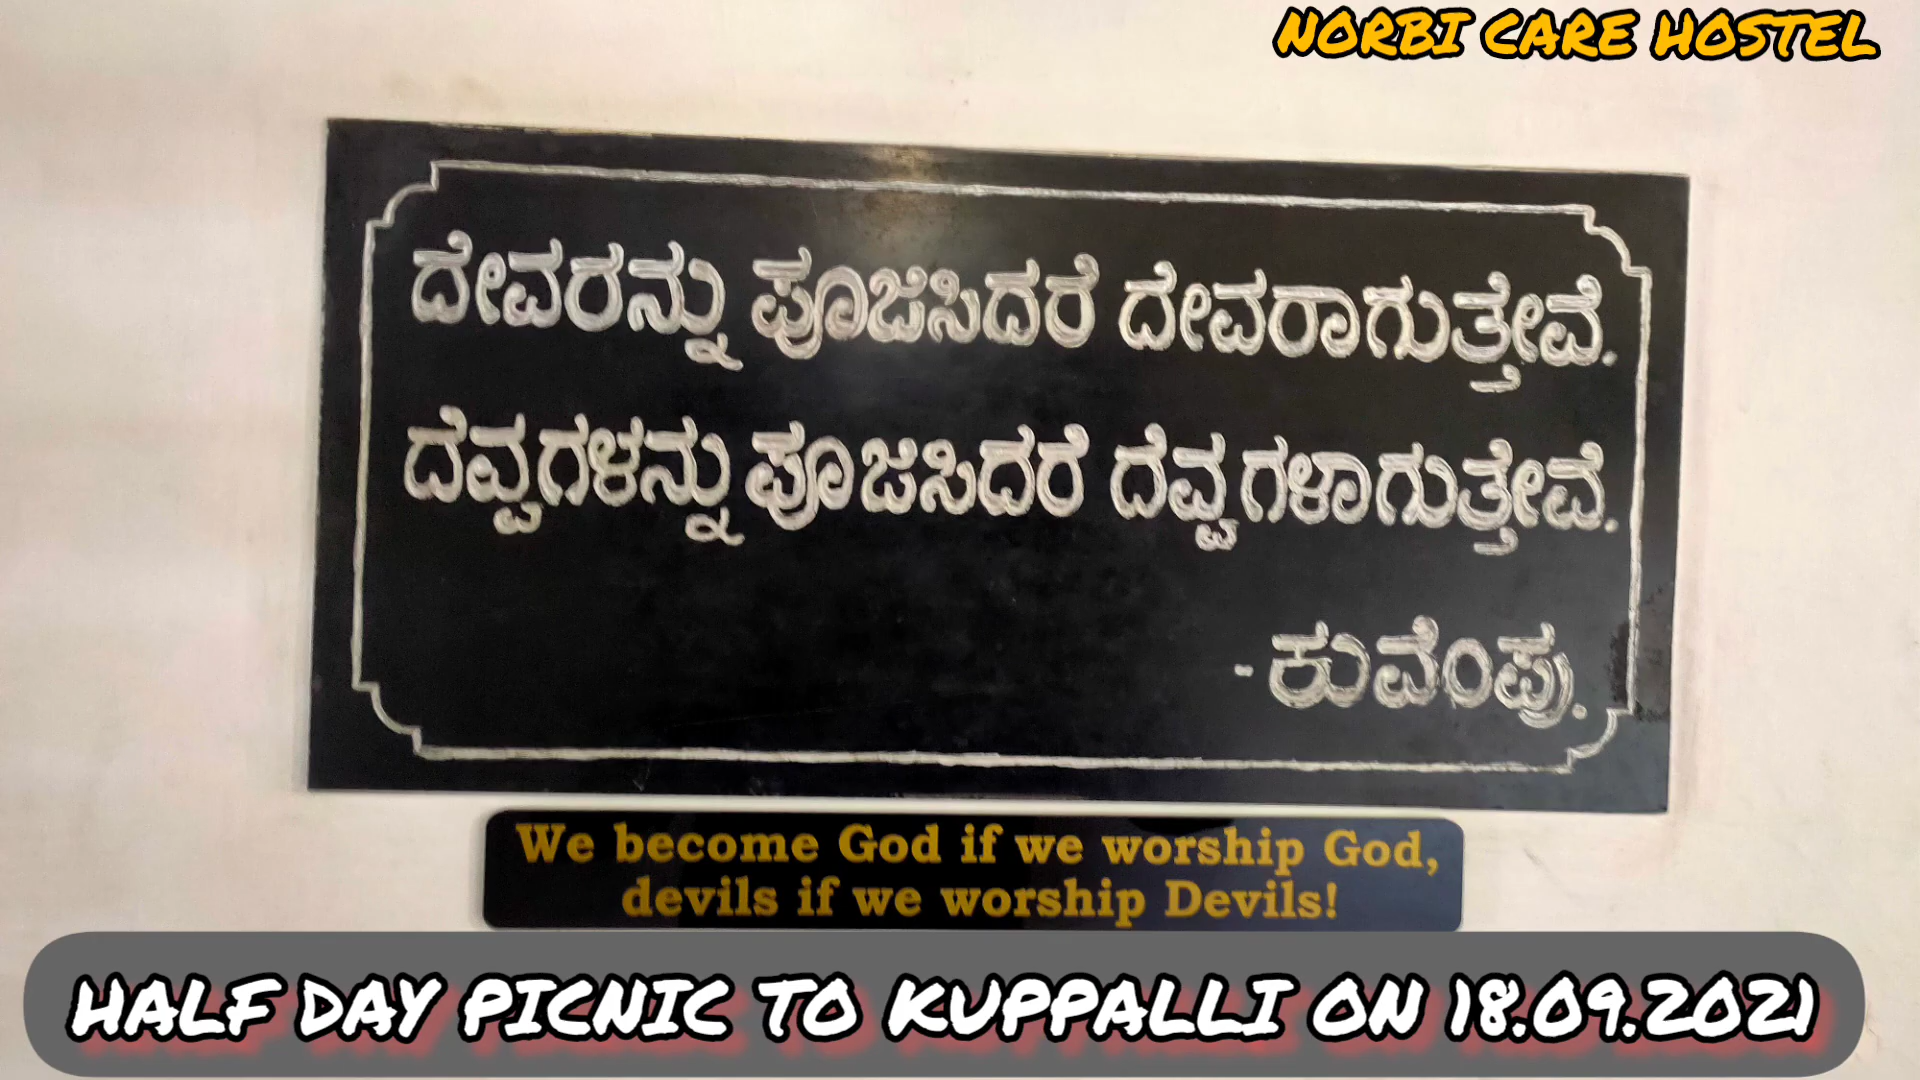 NORBI CARE HOSTEL
ದೇವರನ್ನು ಪೂಜಿಸಿದರೆ ದೇವರಾಗುತ್ತೇವೆ.
ದೆವ್ವಗಳನ್ನು ಪೂಜಿಸಿದರೆ ದೆವ್ವಗಳಾಗುತ್ತೇವೆ.
- ಕುವೆಂಪು.
We become God if we worship God,
devils if we worship Devils!
HALF DAY PICNIC TO KUPPALLI ON 18.09.2021